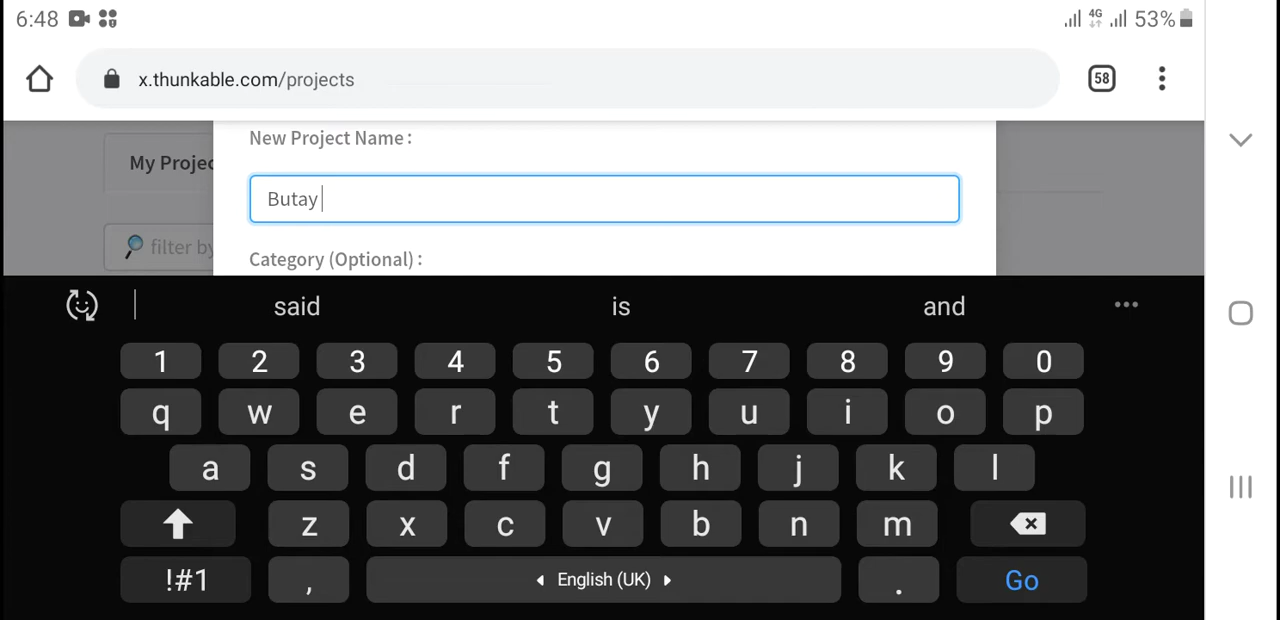 6:48 4G 53%
x.thunkable.com/projects 58
New Project Name:
My Projec
Butay
filter by
Category (Optional):
said is and
1 2 3 4 5 6 7 8 9 0
q w e r t y u i o p
a s d f g h j k l
z x c v b n m
!#1 , English (UK) . Go